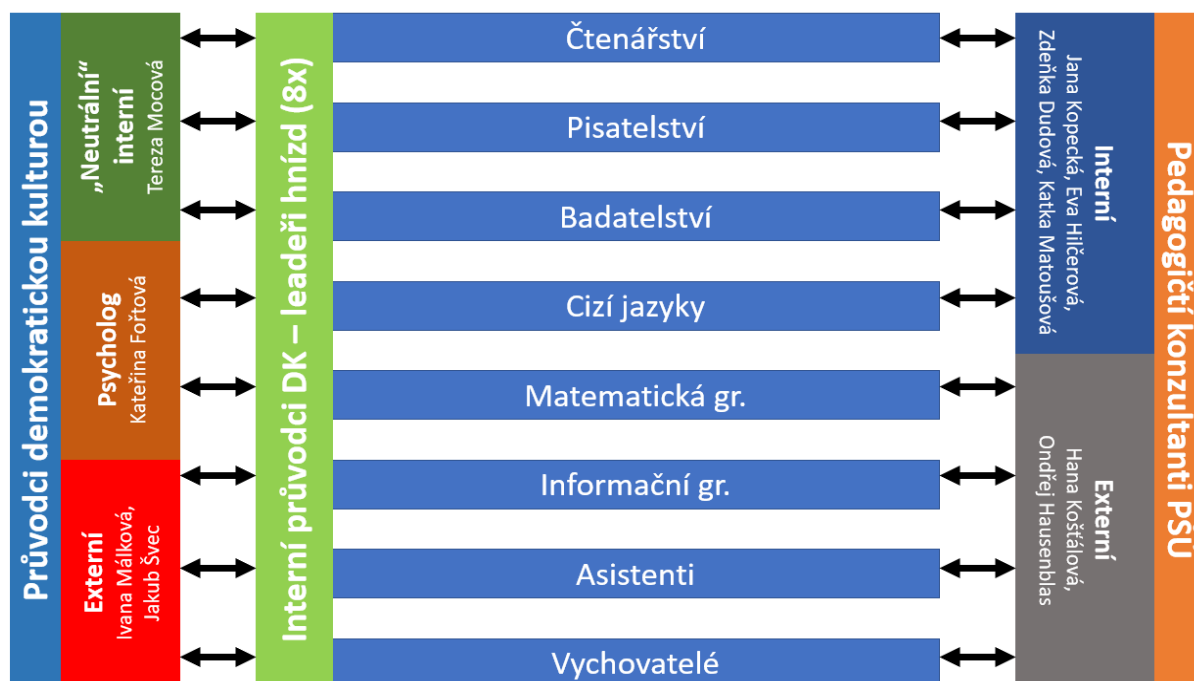 Průvodci demokratickou kulturou
„Neutrální“
interní
Tereza Mocová
Psycholog
Kateřina Fořtová
Externí
Ivana Málková,
Jakub Švec
Interní průvodci DK – leadeři hnízd (8x)
Čtenářství
Pisatelství
Badatelství
Cizí jazyky
Matematická gr.
Informační gr.
Asistenti
Vychovatelé
Interní
Jana Kopecká, Eva Hilčerová,
Zdeňka Dudová, Katka Matoušová
Externí
Hana Košťálová,
Ondřej Hausenblas
Pedagogičtí konzultanti PŠÚ